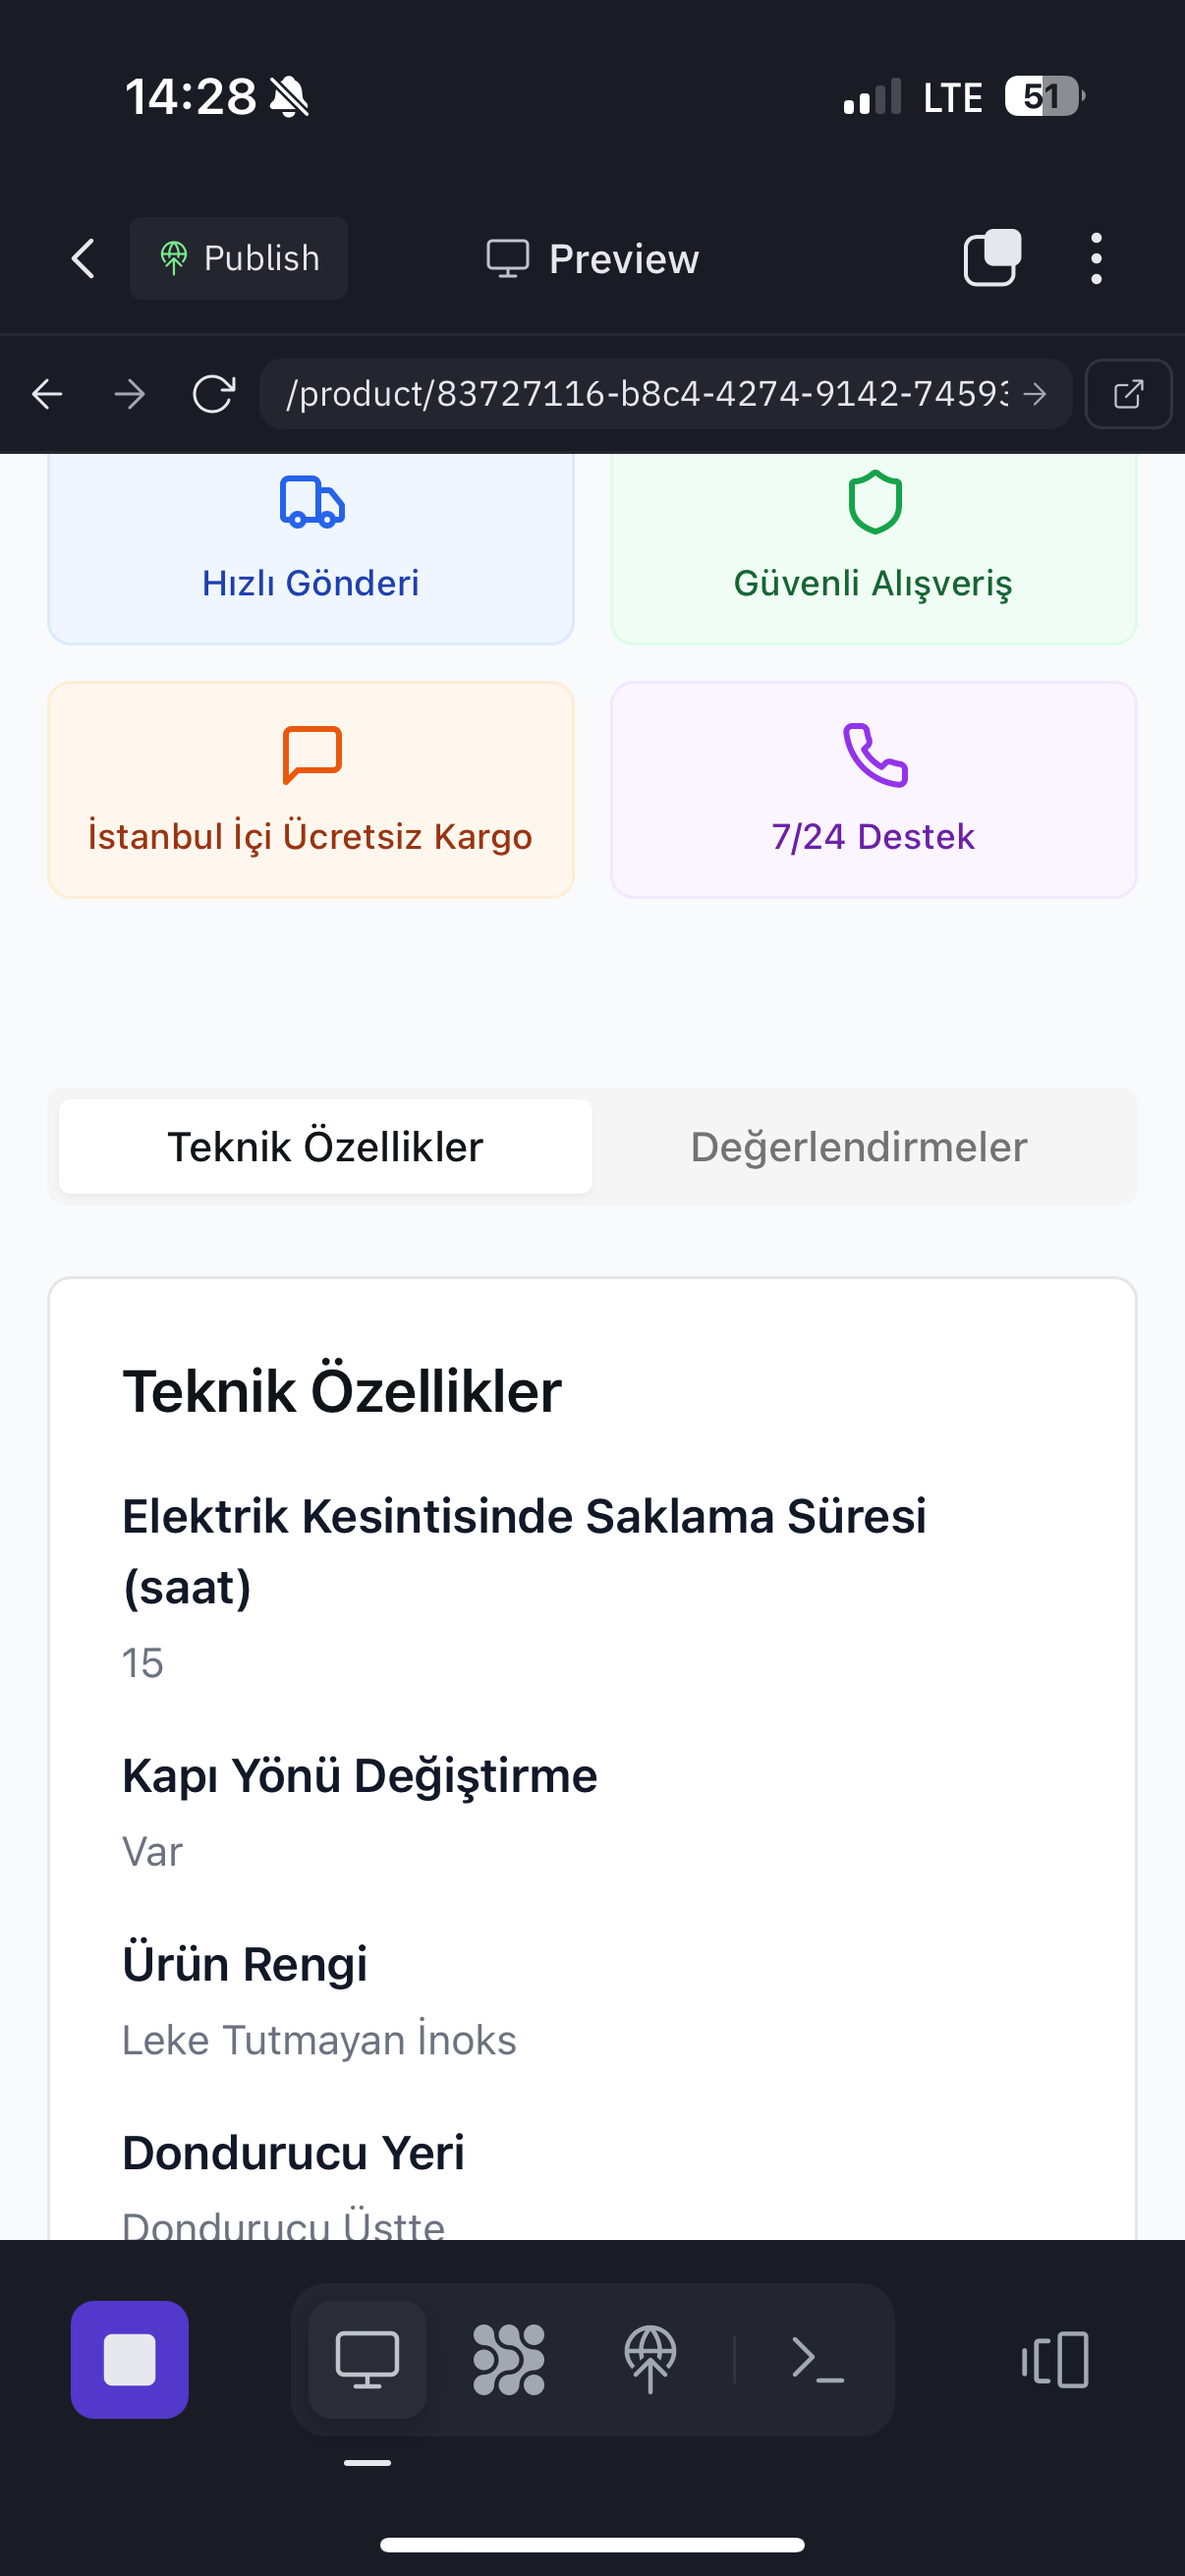 14:28
LTE
51
Publish
Preview
/product/83727116-b8c4-4274-9142-7459
Hızlı Gönderi
Güvenli Alışveriş
İstanbul İçi Ücretsiz Kargo
7/24 Destek
Teknik Özellikler
Değerlendirmeler
Teknik Özellikler
Elektrik Kesintisinde Saklama Süresi
(saat)
15
Kapı Yönü Değiştirme
Var
Ürün Rengi
Leke Tutmayan İnoks
Dondurucu Yeri
Dondurucu Üstte